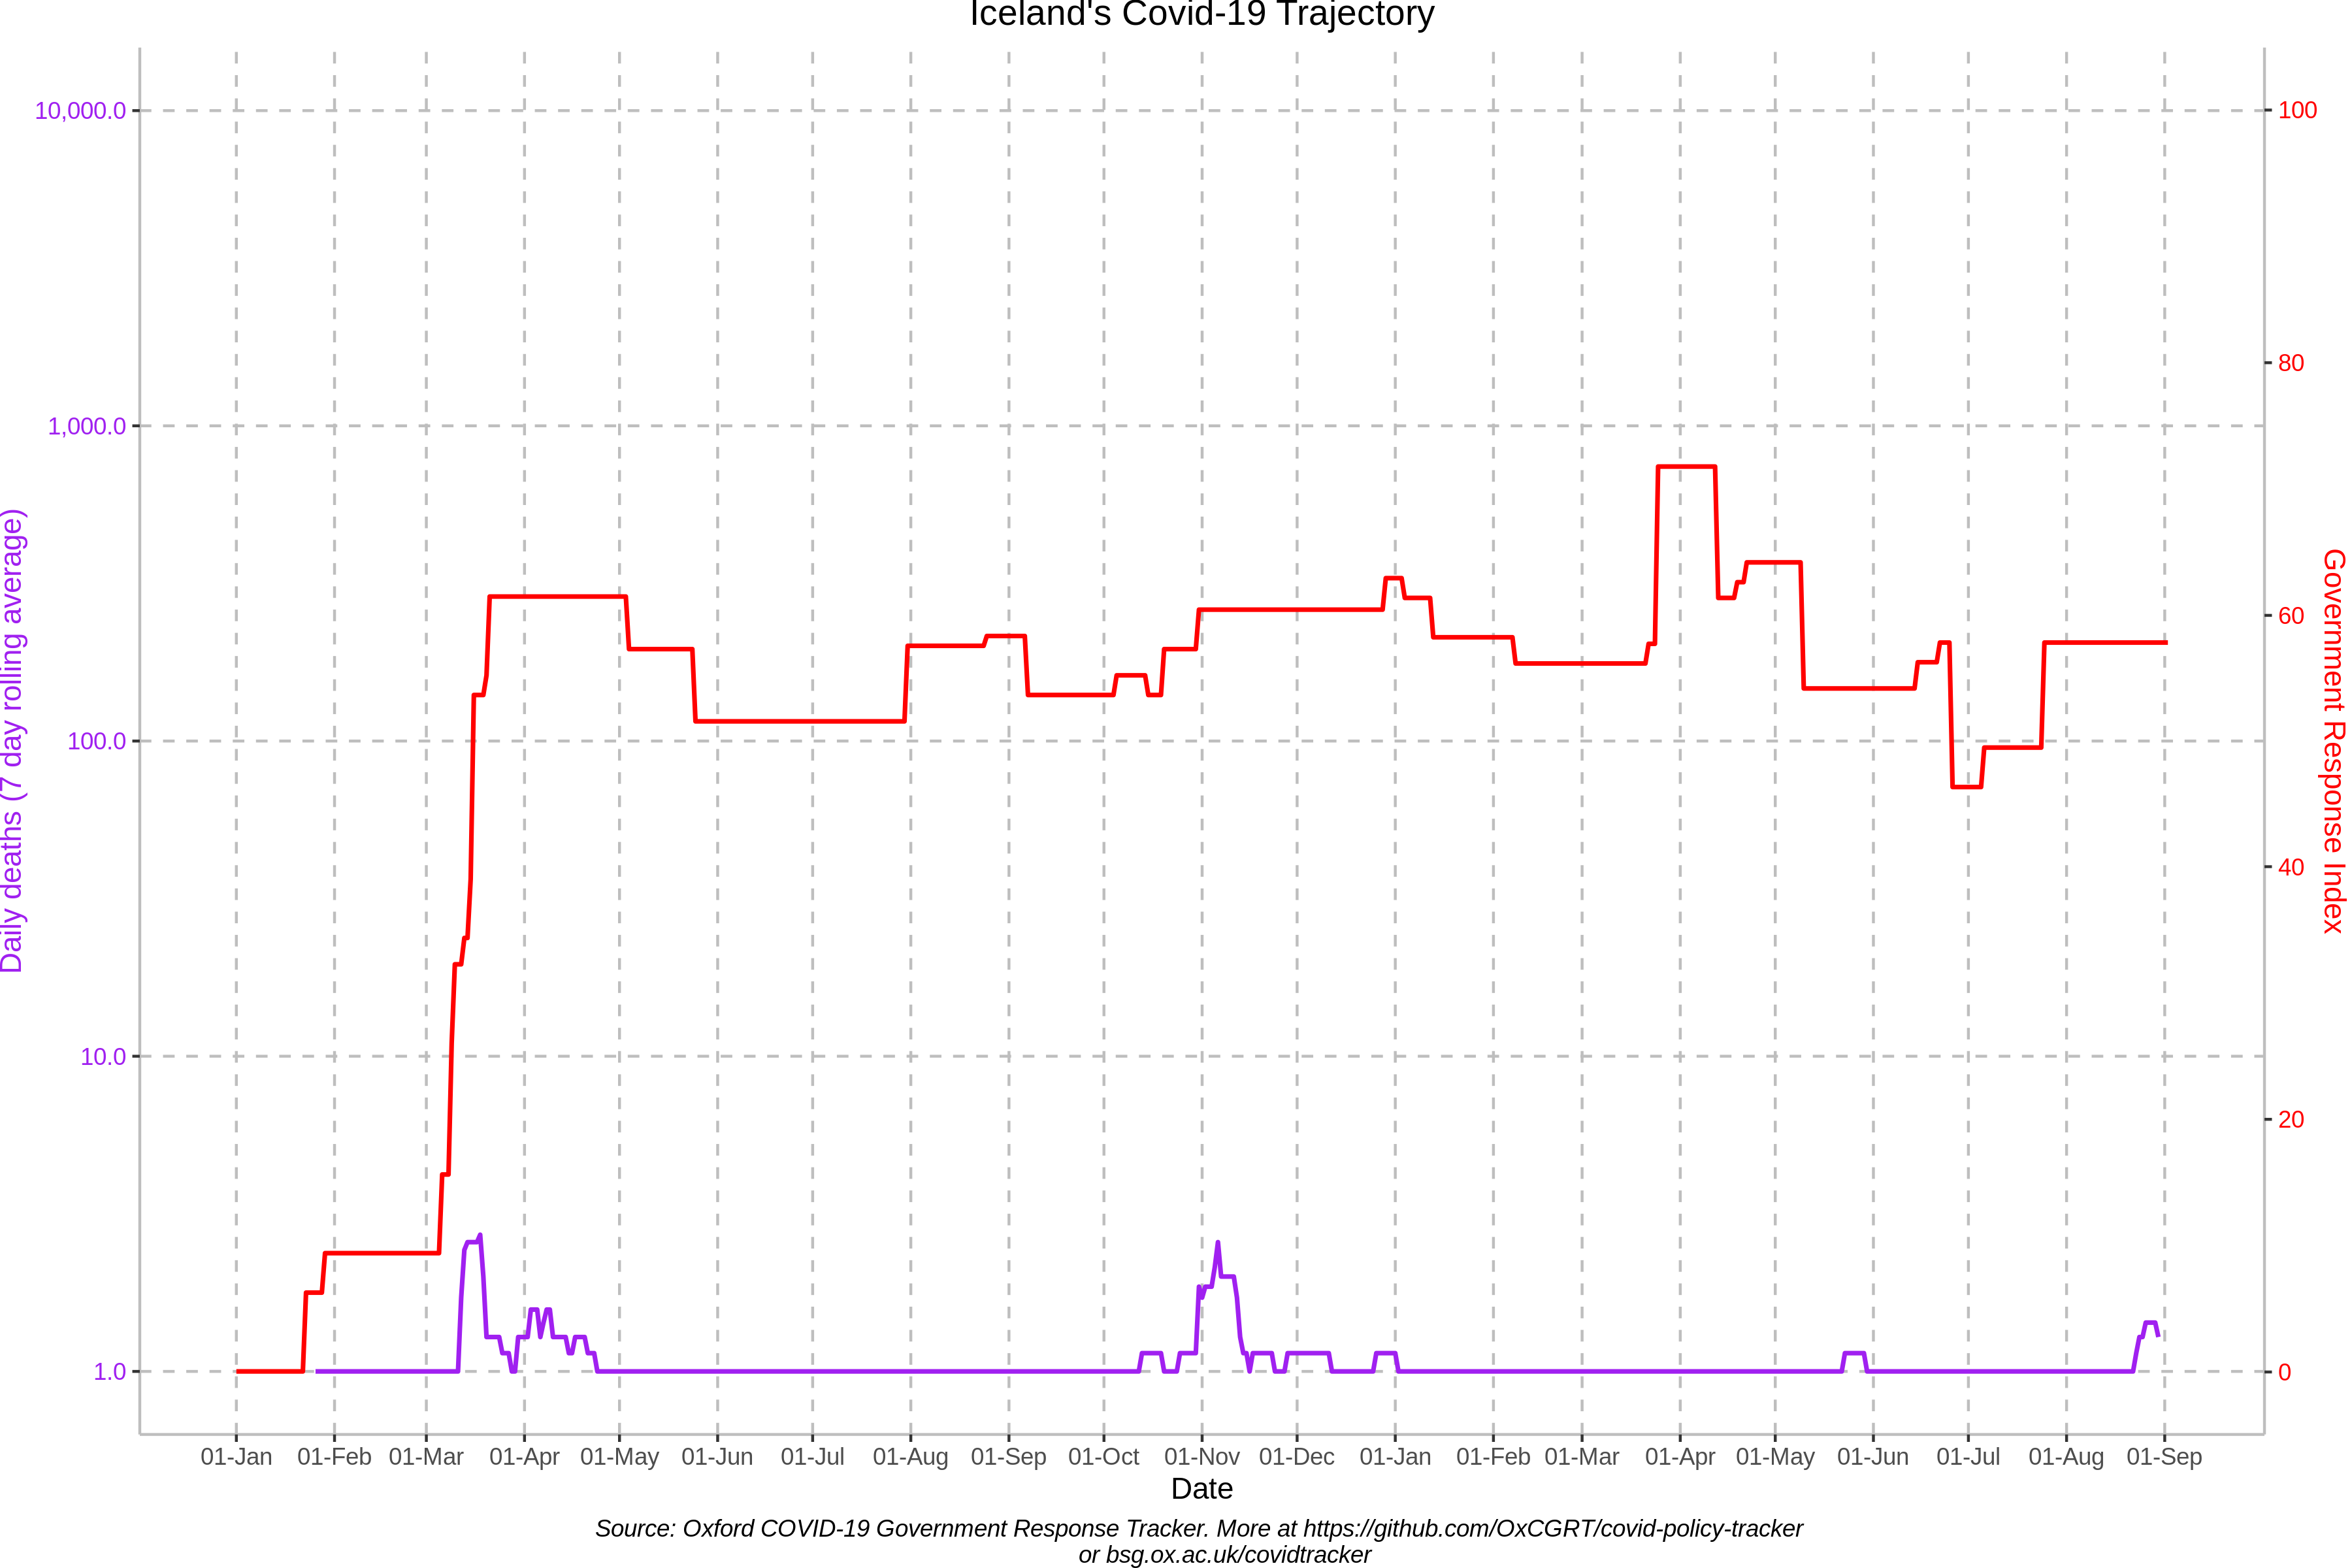 Iceland's Covid-19 Trajectory
10,000.0
1,000.0
100.0
10.0
1.0
Daily deaths (7 day rolling average)
100
80
60
40
20
0
Government Response Index
01-Jan 01-Feb 01-Mar 01-Apr 01-May 01-Jun 01-Jul 01-Aug 01-Sep 01-Oct 01-Nov 01-Dec 01-Jan 01-Feb 01-Mar 01-Apr 01-May 01-Jun 01-Jul 01-Aug 01-Sep
Date
Source: Oxford COVID-19 Government Response Tracker. More at https://github.com/OxCGRT/covid-policy-tracker
or bsg.ox.ac.uk/covidtracker